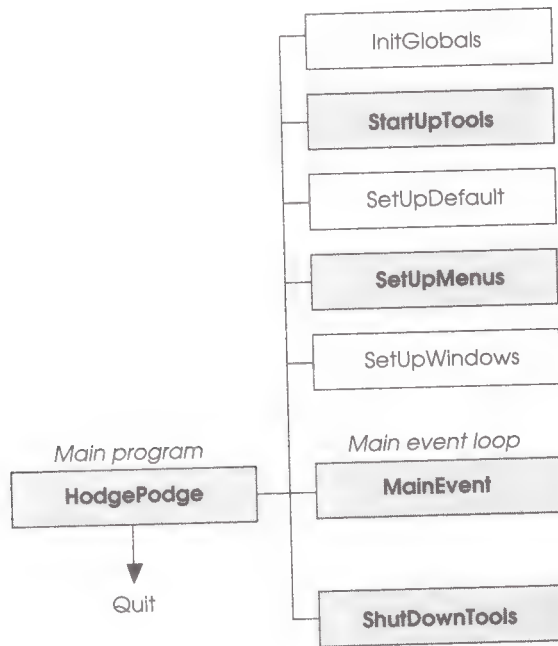 InitGlobals
StartUpTools
SetUpDefault
SetUpMenus
SetUpWindows
Main program
HodgePodge
Main event loop
MainEvent
Quit
ShutDownTools